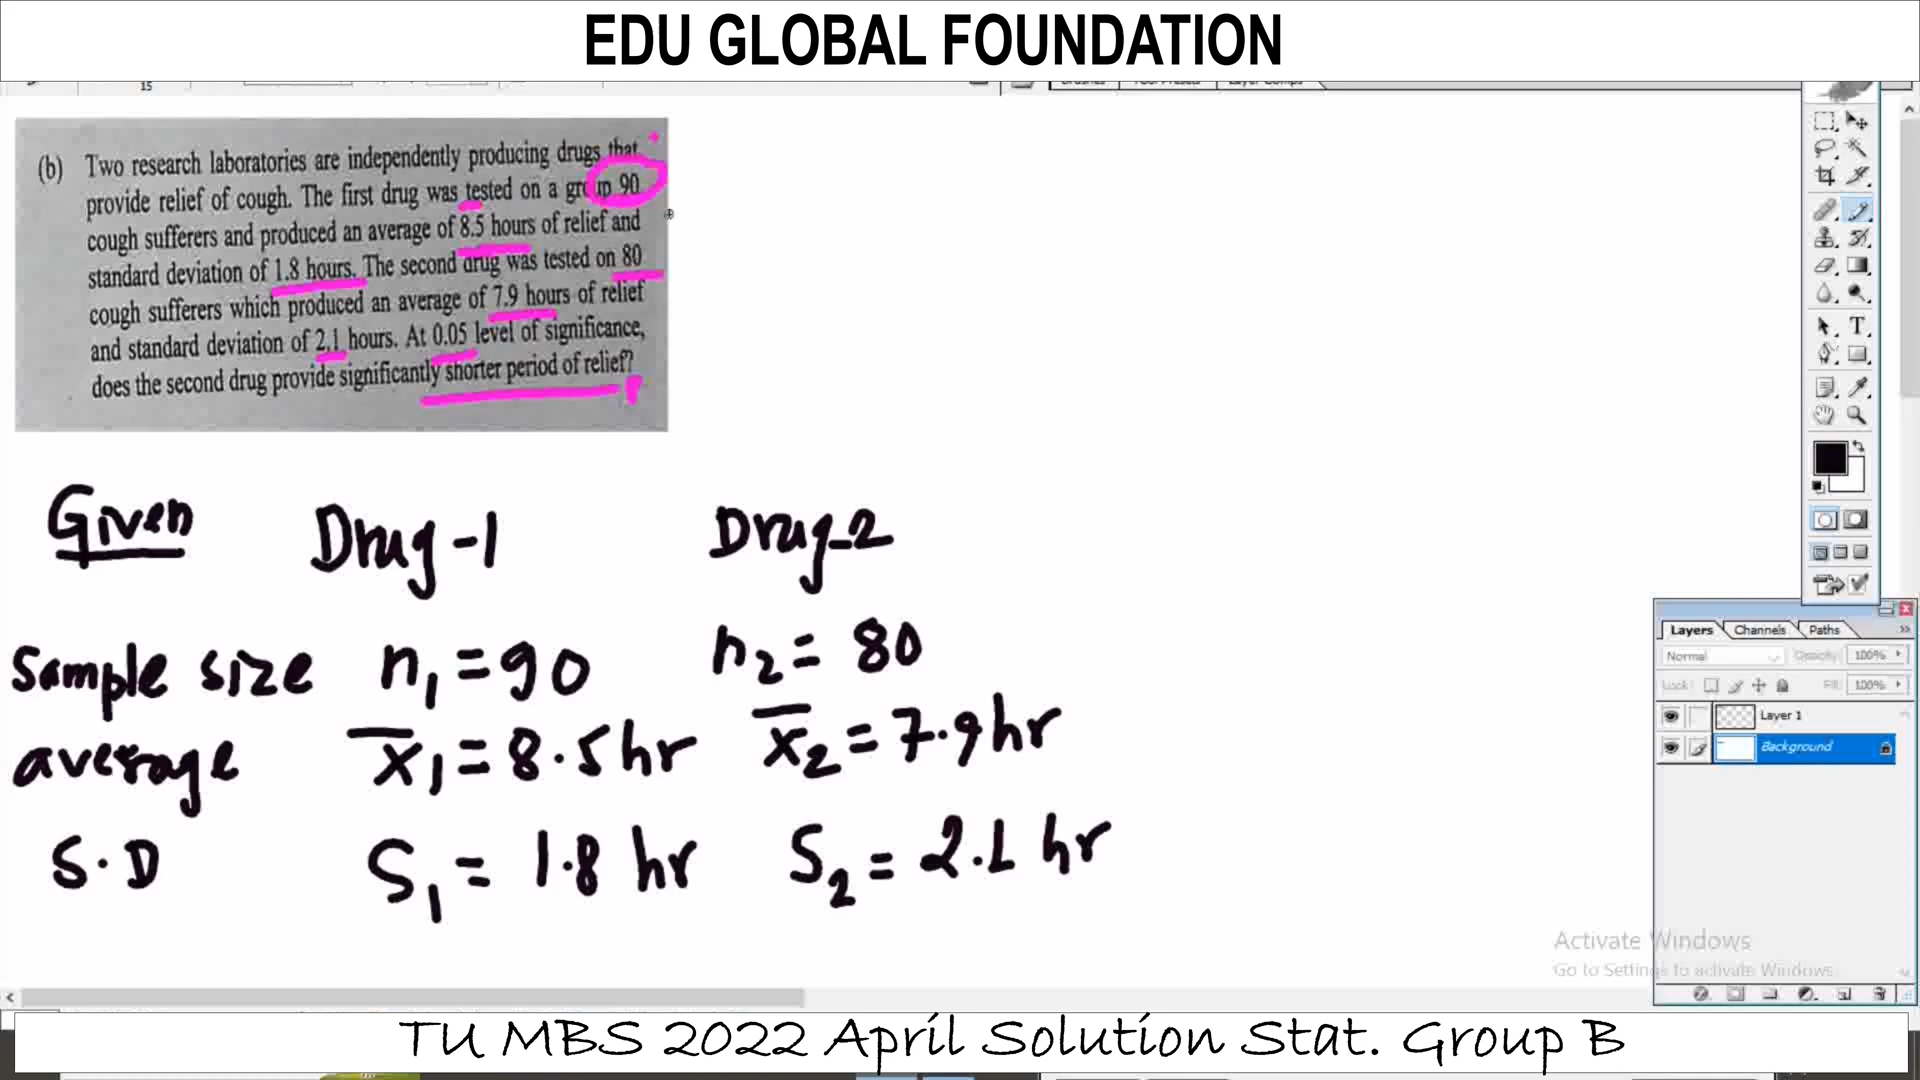 EDU GLOBAL FOUNDATION
15
(b) Two research laboratories are independently producing drugs that
provide relief of cough. The first drug was tested on a group 90
cough sufferers and produced an average of 8.5 hours of relief and
standard deviation of 1.8 hours. The second drug was tested on 80
cough sufferers which produced an average of 7.9 hours of relief
and standard deviation of 2.1 hours. At 0.05 level of significance,
does the second drug provide significantly shorter period of relief?
Given Drug-1 Drug-2
Sample size n1 = 90 n2 = 80
average x̅1 = 8.5 hr x̅2 = 7.9 hr
S.D S1 = 1.8 hr S2 = 2.1 hr
Layers Channels Paths
Normal Opacity: 100%
Lock: Fill: 100%
Layer 1
Background
Activate Windows
Go to Settings to activate Windows.
TU MBS 2022 April Solution Stat. Group B